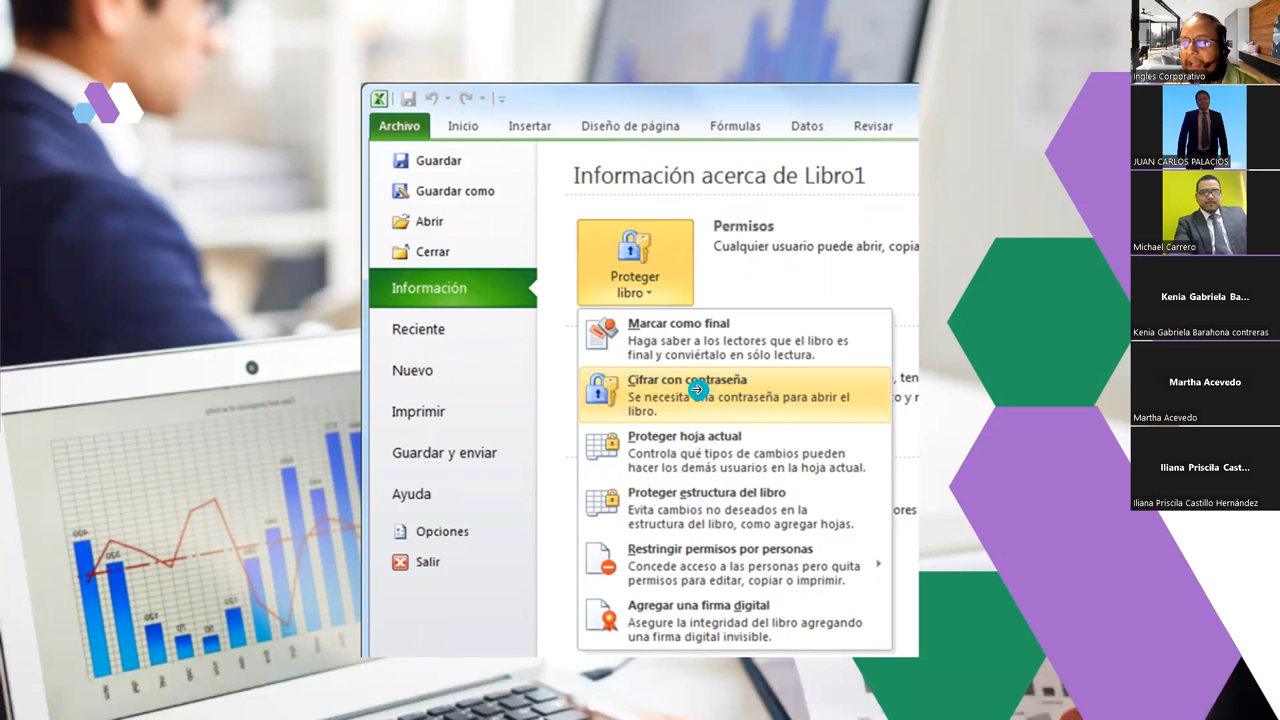 Archivo
Inicio
Insertar
Diseño de página
Fórmulas
Datos
Revisar
Guardar
Guardar como
Abrir
Cerrar
Información
Reciente
Nuevo
Imprimir
Guardar y enviar
Ayuda
Opciones
Salir
Información acerca de Libro1
Proteger
libro
Permisos
Cualquier usuario puede abrir, copia
Marcar como final
Haga saber a los lectores que el libro es
final y conviértalo en sólo lectura.
Cifrar con contraseña
Se necesita una contraseña para abrir el
libro.
Proteger hoja actual
Controla qué tipos de cambios pueden
hacer los demás usuarios en la hoja actual.
Proteger estructura del libro
Evita cambios no deseados en la
estructura del libro, como agregar hojas.
Restringir permisos por personas
Concede acceso a las personas pero quita
permisos para editar, copiar o imprimir.
Agregar una firma digital
Asegure la integridad del libro agregando
una firma digital invisible.
, ten
o y r
ores
Ingles Corporativo
JUAN CARLOS PALACIOS
Michael Carrero
Kenia Gabriela Ba...
Kenia Gabriela Barahona contreras
Martha Acevedo
Martha Acevedo
Iliana Priscila Cast...
Iliana Priscila Castillo Hernández